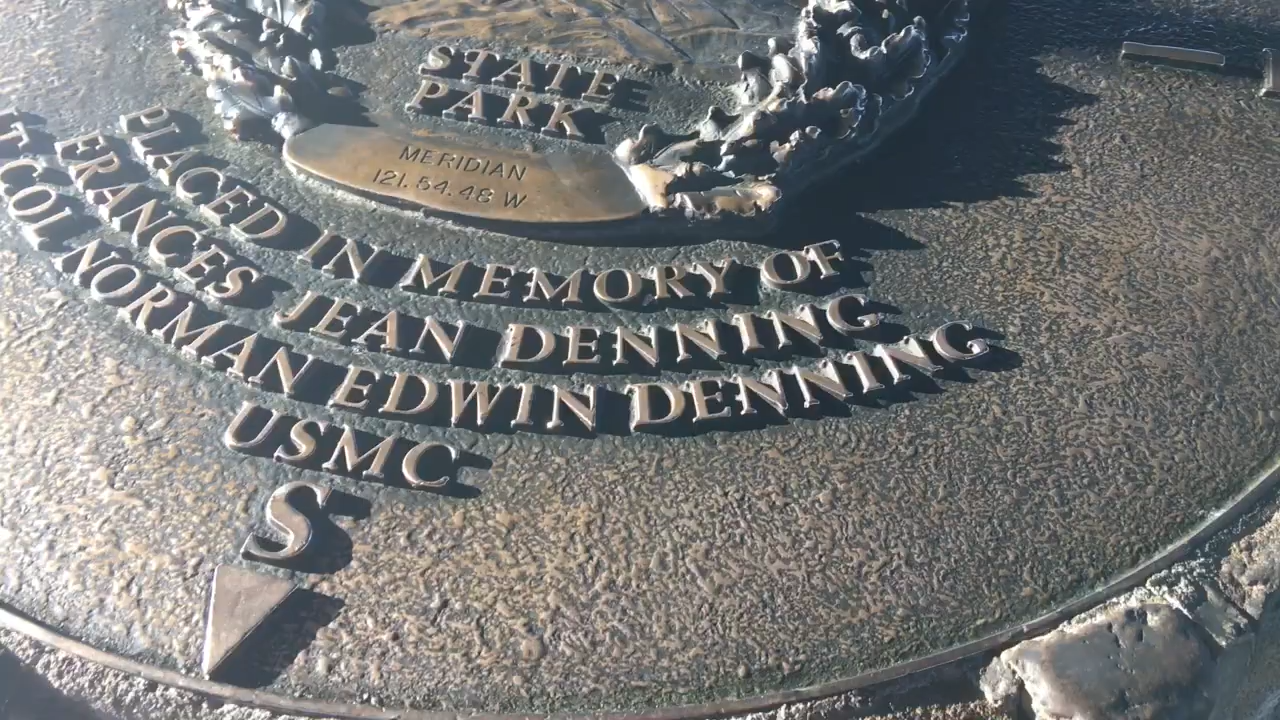 STATE
PARK
MERIDIAN
121. 54. 48 W
PLACED IN MEMORY OF
FRANCES JEAN DENNING
COL NORMAN EDWIN DENNING
USMC
S